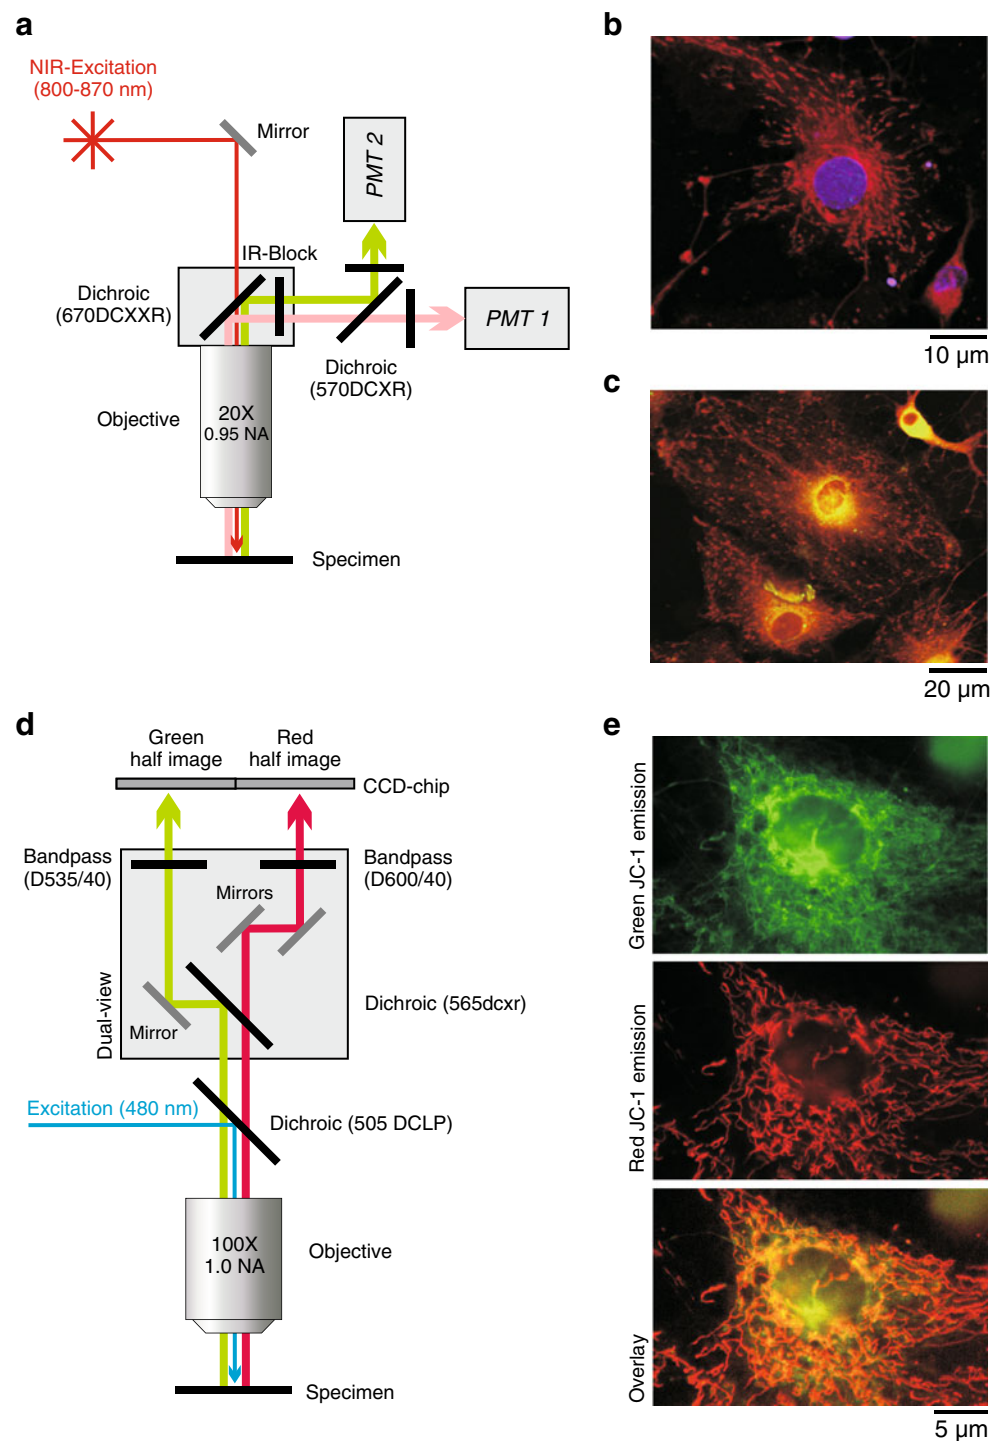 a
NIR-Excitation
(800-870 nm)
Mirror
PMT 2
IR-Block
Dichroic
(670DCXXR)
PMT 1
Dichroic
(570DCXR)
Objective
20X
0.95 NA
Specimen
b
10 µm
c
20 µm
d
Green
half image
Red
half image
CCD-chip
Bandpass
(D535/40)
Bandpass
(D600/40)
Mirrors
Dual-view
Mirror
Dichroic (565dcxr)
Excitation (480 nm)
Dichroic (505 DCLP)
100X
1.0 NA
Objective
Specimen
e
Green JC-1 emission
Red JC-1 emission
Overlay
5 µm